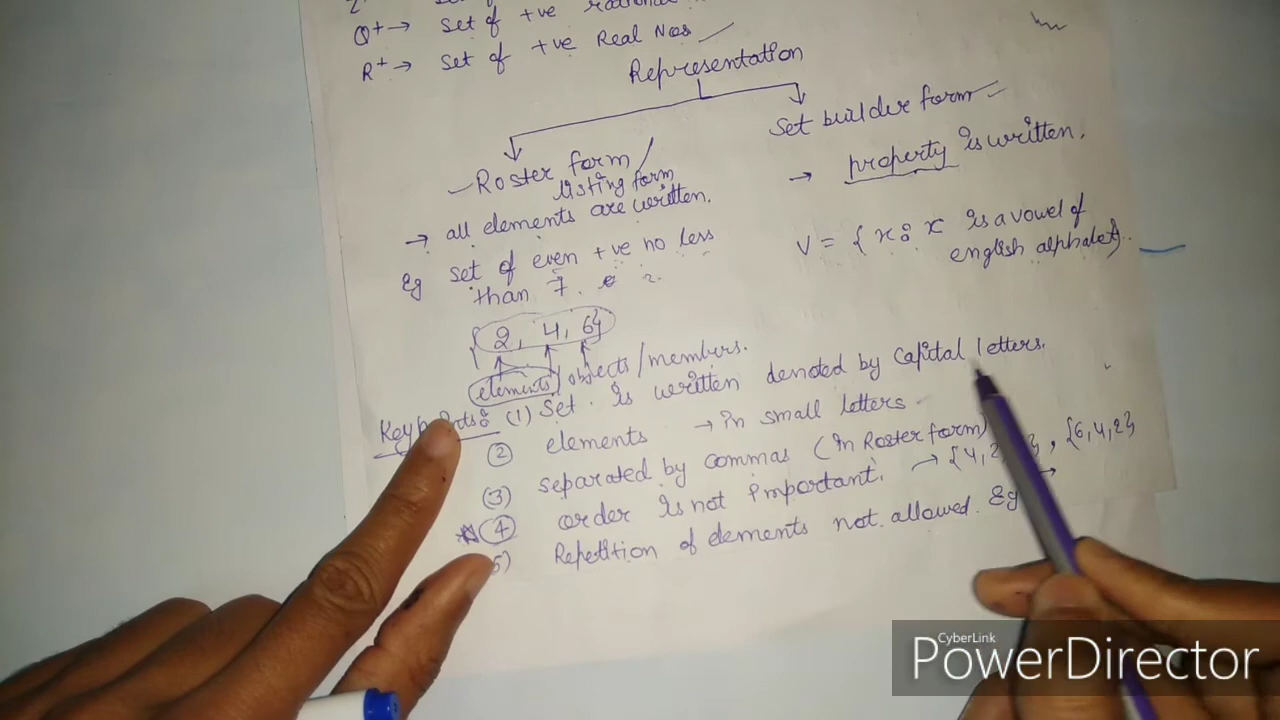 Q+ → Set of +ve rational
R+ → Set of +ve Real Nos
Representation
Roster form /
listing form
→ all elements are written.
Eg Set of even +ve no less
than 7.
{ 2, 4, 6}
elements/objects/members.
Set builder form
→ property is written.
V = { x : x is a vowel of
english alphabet}.
Key points: (1) Set is written denoted by capital letters.
② elements → in small letters
(3) separated by commas (in Roster form)
④ order is not important. → {4, 2, }, {6,4,2}
5) Repetition of elements not allowed. Eg →
CyberLink
PowerDirector